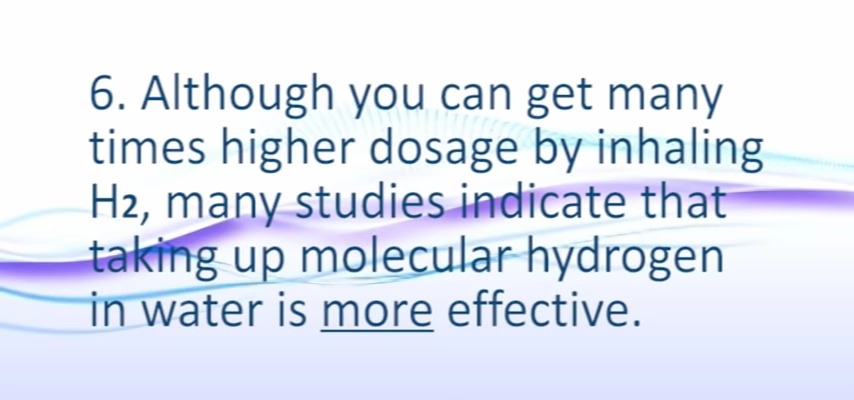 6. Although you can get many
times higher dosage by inhaling
H2, many studies indicate that
taking up molecular hydrogen
in water is more effective.